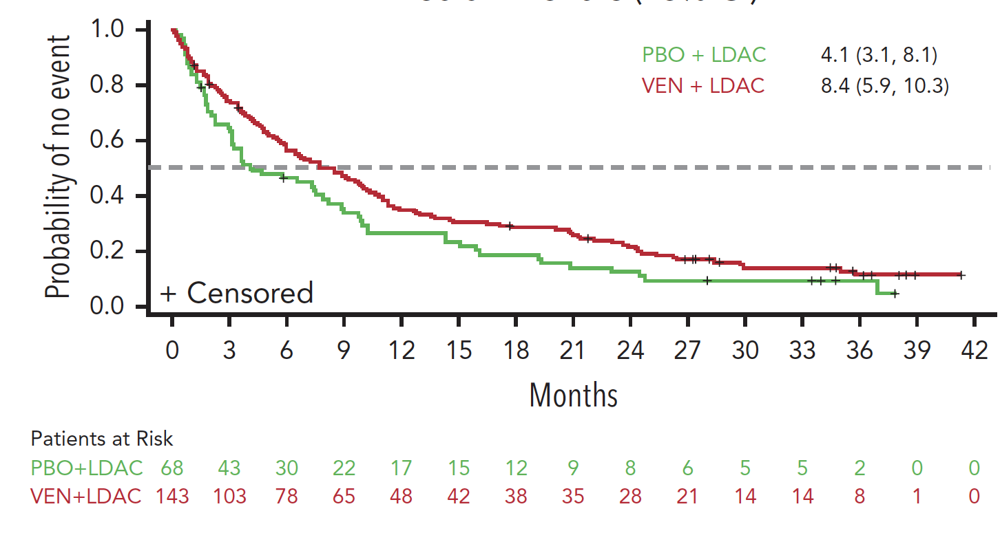 1.0
PBO + LDAC 4.1 (3.1, 8.1)
VEN + LDAC 8.4 (5.9, 10.3)
0.8
0.6
0.4
0.2
0.0
Probability of no event
+ Censored
0 3 6 9 12 15 18 21 24 27 30 33 36 39 42
Months
Patients at Risk
PBO+LDAC 68 43 30 22 17 15 12 9 8 6 5 5 2 0 0
VEN+LDAC 143 103 78 65 48 42 38 35 28 21 14 14 8 1 0